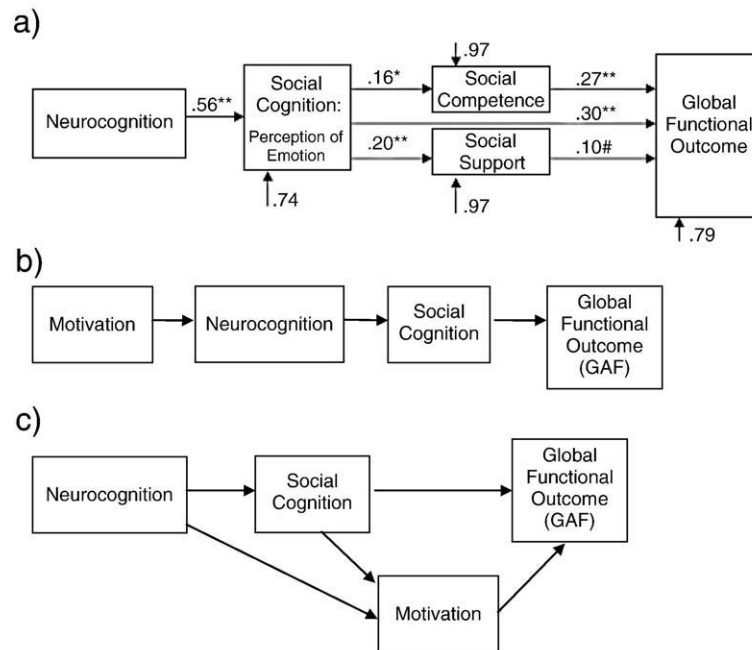 a)
.97
Social
Cognition:
Perception of
Emotion
Neurocognition
.56**
.16*
Social
Competence
.27**
.30**
.20**
Social
Support
.10#
Global
Functional
Outcome
.74
.97
.79
b)
Motivation
Neurocognition
Social
Cognition
Global
Functional
Outcome
(GAF)
c)
Neurocognition
Social
Cognition
Global
Functional
Outcome
(GAF)
Motivation